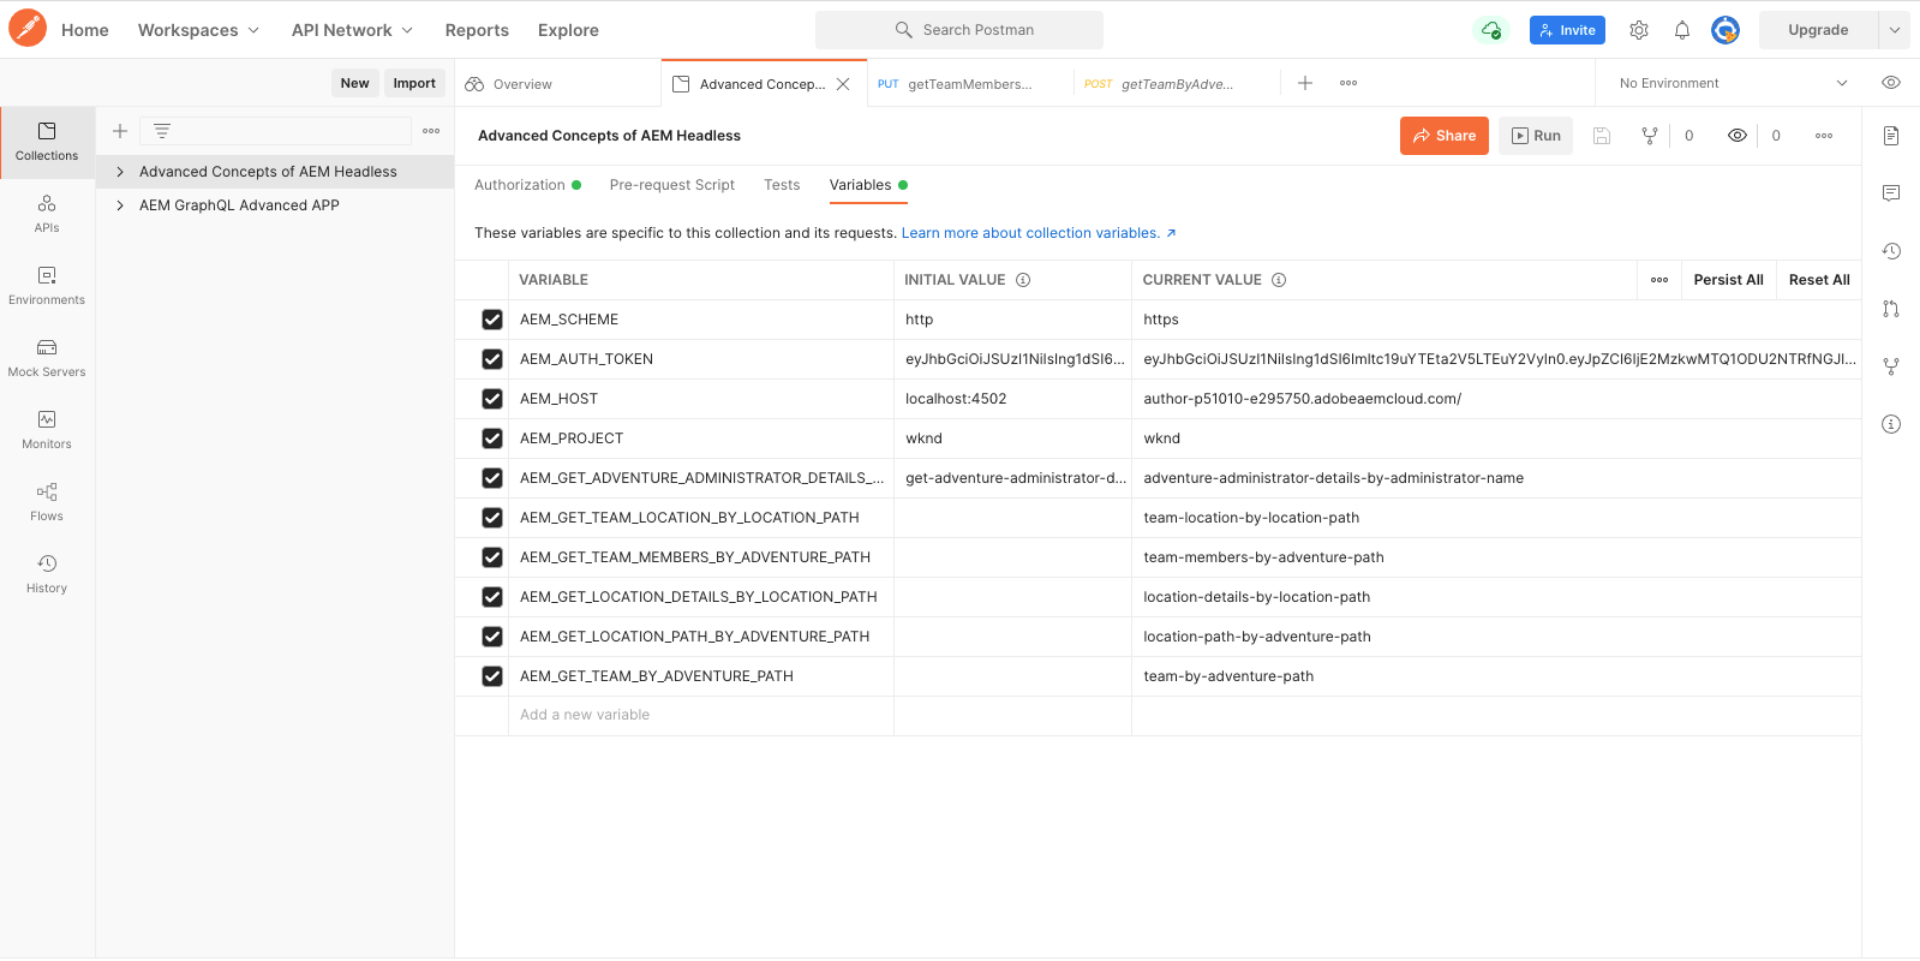 Home Workspaces API Network Reports Explore Search Postman Invite Upgrade
New Import Overview Advanced Concep... PUT getTeamMembers... POST getTeamByAdve... No Environment
Collections
APIs
Environments
Mock Servers
Monitors
Flows
History
Advanced Concepts of AEM Headless
AEM GraphQL Advanced APP
Advanced Concepts of AEM Headless Share Run 0 0
Authorization Pre-request Script Tests Variables
These variables are specific to this collection and its requests. Learn more about collection variables. ↗
VARIABLE INITIAL VALUE CURRENT VALUE Persist All Reset All
AEM_SCHEME http https
AEM_AUTH_TOKEN
AEM_HOST localhost:4502 author-p51010-e295750.adobeaemcloud.com/
AEM_PROJECT wknd wknd
AEM_GET_ADVENTURE_ADMINISTRATOR_DETAILS_... get-adventure-administrator-d... adventure-administrator-details-by-administrator-name
AEM_GET_TEAM_LOCATION_BY_LOCATION_PATH team-location-by-location-path
AEM_GET_TEAM_MEMBERS_BY_ADVENTURE_PATH team-members-by-adventure-path
AEM_GET_LOCATION_DETAILS_BY_LOCATION_PATH location-details-by-location-path
AEM_GET_LOCATION_PATH_BY_ADVENTURE_PATH location-path-by-adventure-path
AEM_GET_TEAM_BY_ADVENTURE_PATH team-by-adventure-path
Add a new variable